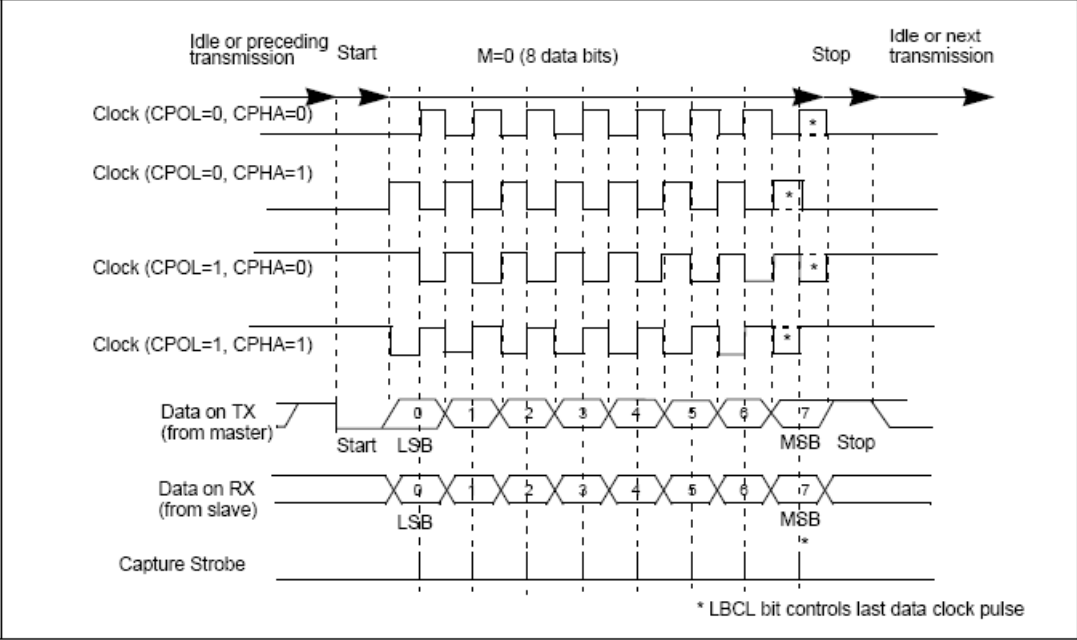 Idle or preceding transmission
Start
M=0 (8 data bits)
Stop
Idle or next transmission
Clock (CPOL=0, CPHA=0)
*
Clock (CPOL=0, CPHA=1)
*
Clock (CPOL=1, CPHA=0)
*
Clock (CPOL=1, CPHA=1)
*
Data on TX
(from master)
0 1 2 3 4 5 6 7
Start LSB MSB Stop
Data on RX
(from slave)
0 1 2 3 4 5 6 7
LSB MSB
*
Capture Strobe
* LBCL bit controls last data clock pulse